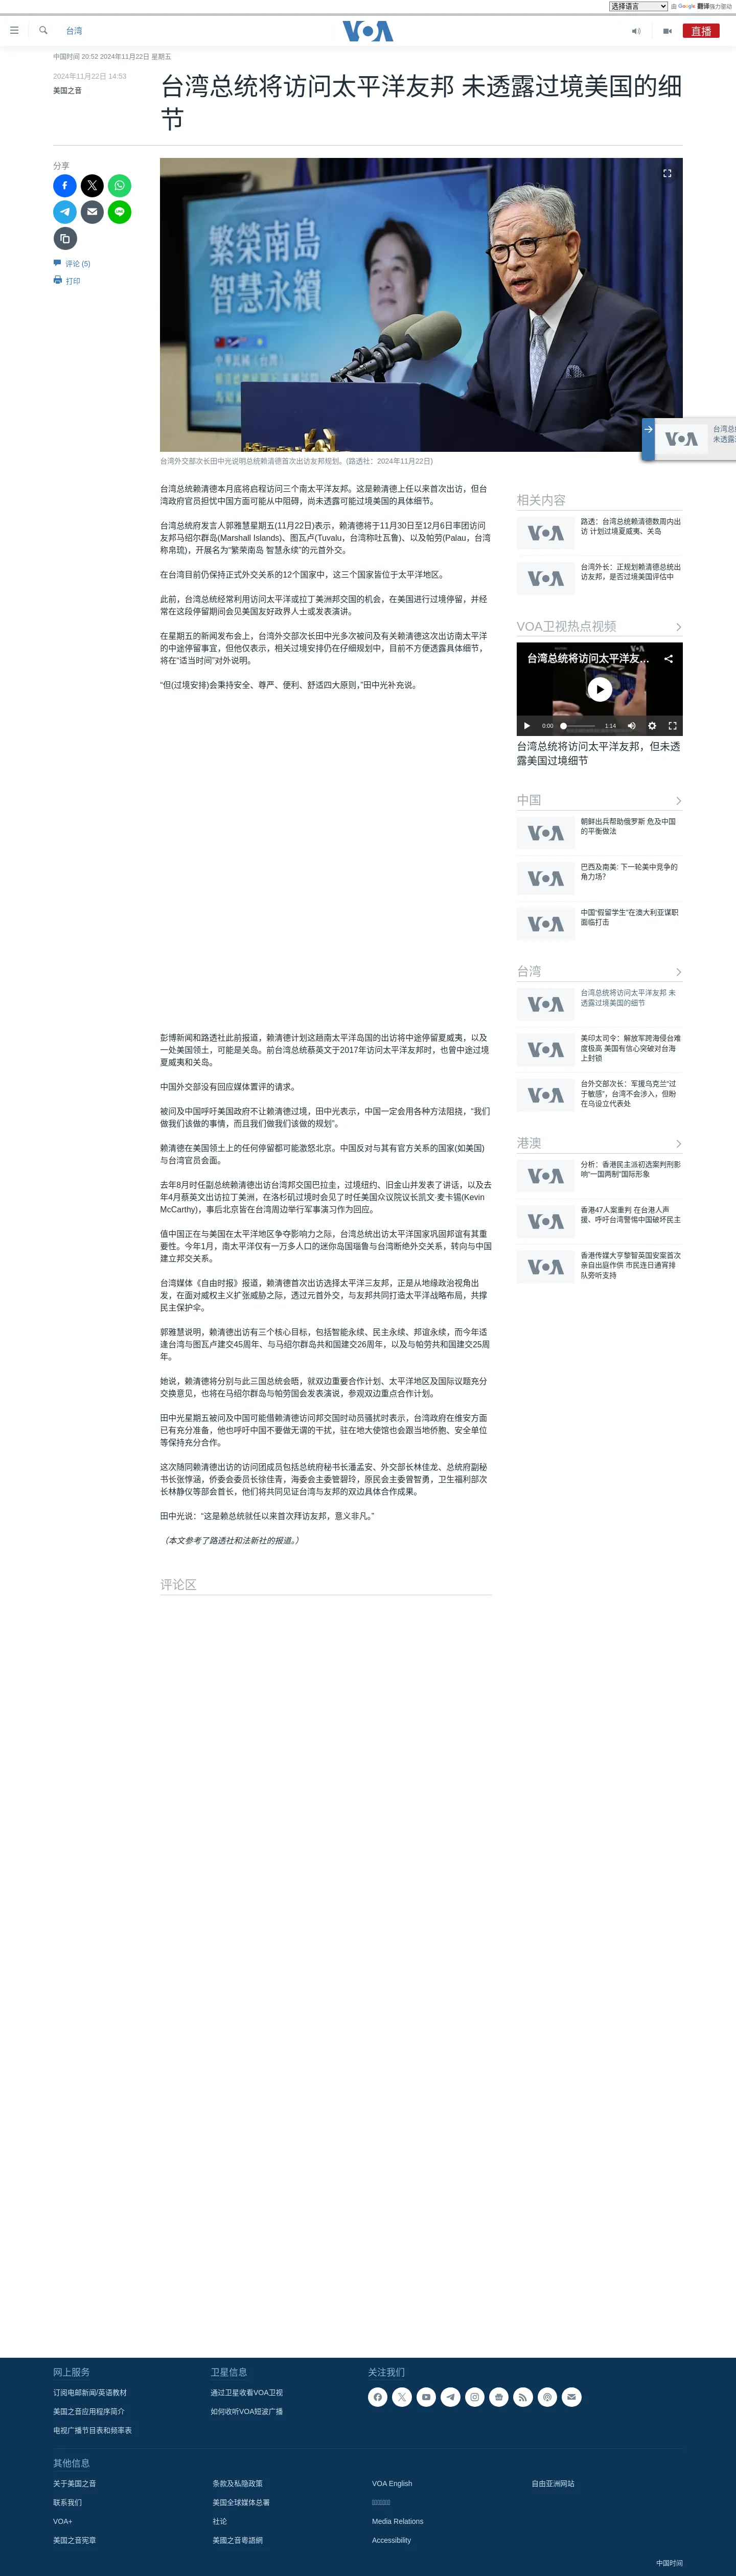 选择语言
由 Google 翻译强力驱动
台湾
VOA
直播
中国时间 20:52 2024年11月22日 星期五
2024年11月22日 14:53
美国之音
台湾总统将访问太平洋友邦 未透露过境美国的细
节
分享
评论 (5)
打印
繁榮南島
智慧永續
台湾总统
未透露过
台湾外交部次长田中光说明总统赖清德首次出访友邦规划。(路透社：2024年11月22日)
台湾总统赖清德本月底将启程访问三个南太平洋友邦。这是赖清德上任以来首次出访，但台
湾政府官员担忧中国方面可能从中阻碍，尚未透露可能过境美国的具体细节。
台湾总统府发言人郭雅慧星期五(11月22日)表示，赖清德将于11月30日至12月6日率团访问
友邦马绍尔群岛(Marshall Islands)、图瓦卢(Tuvalu，台湾称吐瓦鲁)、以及帕劳(Palau，台湾
称帛琉)，开展名为“繁荣南岛 智慧永续”的元首外交。
在台湾目前仍保持正式外交关系的12个国家中，这三个国家皆位于太平洋地区。
此前，台湾总统经常利用访问太平洋或拉丁美洲邦交国的机会，在美国进行过境停留，并经
常在这段停留期间会见美国友好政界人士或发表演讲。
在星期五的新闻发布会上，台湾外交部次长田中光多次被问及有关赖清德这次出访南太平洋
的中途停留事宜，但他仅表示，相关过境安排仍在仔细规划中，目前不方便透露具体细节，
将在“适当时间”对外说明。
“但(过境安排)会秉持安全、尊严、便利、舒适四大原则，”田中光补充说。
彭博新闻和路透社此前报道，赖清德计划这趟南太平洋岛国的出访将中途停留夏威夷，以及
一处美国领土，可能是关岛。前台湾总统蔡英文于2017年访问太平洋友邦时，也曾中途过境
夏威夷和关岛。
中国外交部没有回应媒体置评的请求。
被问及中国呼吁美国政府不让赖清德过境，田中光表示，中国一定会用各种方法阻挠，“我们
做我们该做的事情，而且我们做我们该做的规划”。
赖清德在美国领土上的任何停留都可能激怒北京。中国反对与其有官方关系的国家(如美国)
与台湾官员会面。
去年8月时任副总统赖清德出访台湾邦交国巴拉圭，过境纽约、旧金山并发表了讲话，以及去
年4月蔡英文出访拉丁美洲，在洛杉矶过境时会见了时任美国众议院议长凯文·麦卡锡(Kevin
McCarthy)，事后北京皆在台湾周边举行军事演习作为回应。
值中国正在与美国在太平洋地区争夺影响力之际，台湾总统出访太平洋国家巩固邦谊有其重
要性。今年1月，南太平洋仅有一万多人口的迷你岛国瑙鲁与台湾断绝外交关系，转向与中国
建立邦交关系。
台湾媒体《自由时报》报道，赖清德首次出访选择太平洋三友邦，正是从地缘政治视角出
发，在面对威权主义扩张威胁之际，透过元首外交，与友邦共同打造太平洋战略布局，共撑
民主保护伞。
郭雅慧说明，赖清德出访有三个核心目标，包括智能永续、民主永续、邦谊永续，而今年适
逢台湾与图瓦卢建交45周年、与马绍尔群岛共和国建交26周年，以及与帕劳共和国建交25周
年。
她说，赖清德将分别与此三国总统会晤，就双边重要合作计划、太平洋地区及国际议题充分
交换意见，也将在马绍尔群岛与帕劳国会发表演说，参观双边重点合作计划。
田中光星期五被问及中国可能借赖清德访问邦交国时动员骚扰时表示，台湾政府在维安方面
已有充分准备，他也呼吁中国不要做无谓的干扰，驻在地大使馆也会跟当地侨胞、安全单位
等保持充分合作。
这次随同赖清德出访的访问团成员包括总统府秘书长潘孟安、外交部长林佳龙、总统府副秘
书长张惇涵，侨委会委员长徐佳青，海委会主委管碧玲，原民会主委曾智勇，卫生福利部次
长林静仪等部会首长，他们将共同见证台湾与友邦的双边具体合作成果。
田中光说：“这是赖总统就任以来首次拜访友邦，意义非凡。”
（本文参考了路透社和法新社的报道。）
评论区
相关内容
路透：台湾总统赖清德数周内出
访 计划过境夏威夷、关岛
台湾外长：正规划赖清德总统出
访友邦，是否过境美国评估中
VOA卫视热点视频
台湾总统将访问太平洋友…
0:00
1:14
台湾总统将访问太平洋友邦，但未透
露美国过境细节
中国
朝鲜出兵帮助俄罗斯 危及中国
的平衡做法
巴西及南美: 下一轮美中竞争的
角力场？
中国“假留学生”在澳大利亚谋职
面临打击
台湾
台湾总统将访问太平洋友邦 未
透露过境美国的细节
美印太司令：解放军跨海侵台难
度极高 美国有信心突破对台海
上封锁
台外交部次长：军援乌克兰“过
于敏感”，台湾不会涉入，但盼
在乌设立代表处
港澳
分析：香港民主派初选案判刑影
响“一国两制”国际形象
香港47人案重判 在台港人声
援、呼吁台湾警惕中国破坏民主
香港传媒大亨黎智英国安案首次
亲自出庭作供 市民连日通宵排
队旁听支持
网上服务
订阅电邮新闻/英语教材
美国之音应用程序简介
电视广播节目表和频率表
卫星信息
通过卫星收看VOA卫视
如何收听VOA短波广播
关注我们
其他信息
关于美国之音
条款及私隐政策
VOA English
自由亚洲网站
联系我们
美国全球媒体总署
VOA+
社论
Media Relations
美国之音宪章
美國之音粵語網
Accessibility
中国时间